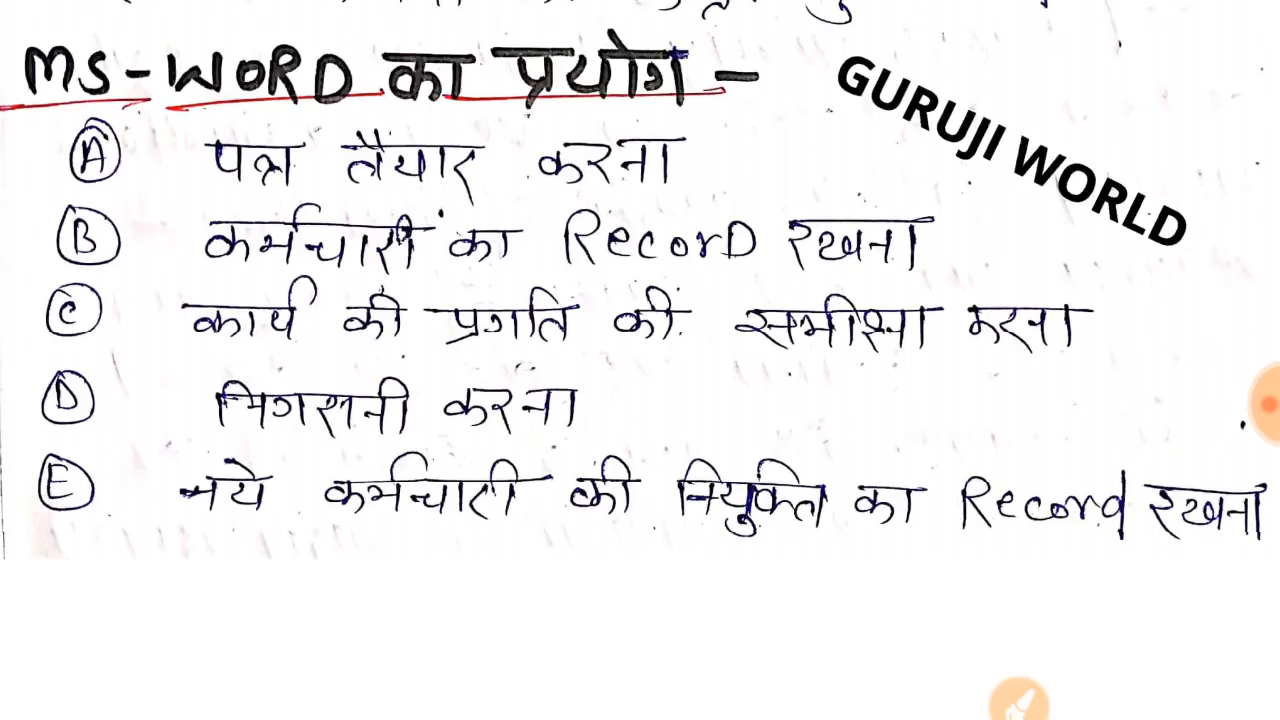 MS-WORD का प्रयोग -
GURUJI WORLD
(A) पत्र तैयार करना
(B) कर्मचारी का RecorD रखना
(C) कार्य की प्रगति की समीक्षा करना
(D) निगरानी करना
(E) नये कर्मचारी की नियुक्ति का Record रखना